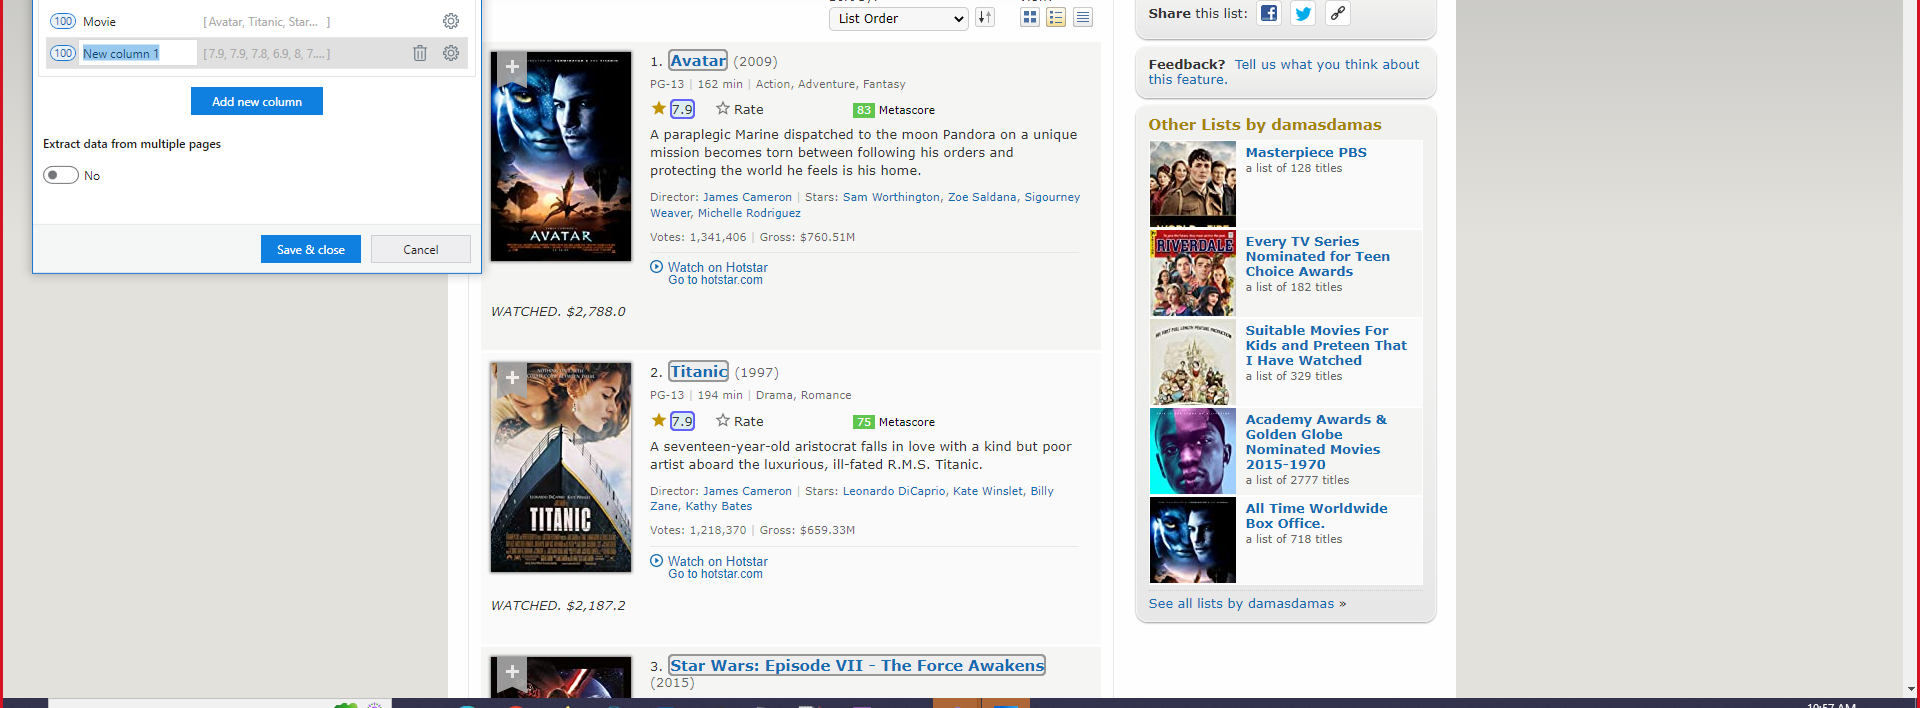 100 Movie [Avatar, Titanic, Star... ]
100 New column 1 [7.9, 7.9, 7.8, 6.9, 8, 7.... ]
Add new column
Extract data from multiple pages
No
Save & close Cancel
List Order
1. Avatar (2009)
PG-13 | 162 min | Action, Adventure, Fantasy
7.9 Rate 83 Metascore
A paraplegic Marine dispatched to the moon Pandora on a unique
mission becomes torn between following his orders and
protecting the world he feels is his home.
Director: James Cameron | Stars: Sam Worthington, Zoe Saldana, Sigourney
Weaver, Michelle Rodriguez
Votes: 1,341,406 | Gross: $760.51M
Watch on Hotstar
Go to hotstar.com
AVATAR
WATCHED. $2,788.0
2. Titanic (1997)
PG-13 | 194 min | Drama, Romance
7.9 Rate 75 Metascore
A seventeen-year-old aristocrat falls in love with a kind but poor
artist aboard the luxurious, ill-fated R.M.S. Titanic.
Director: James Cameron | Stars: Leonardo DiCaprio, Kate Winslet, Billy
Zane, Kathy Bates
Votes: 1,218,370 | Gross: $659.33M
Watch on Hotstar
Go to hotstar.com
LEONARDO DICAPRIO KATE WINSLET
TITANIC
WATCHED. $2,187.2
3. Star Wars: Episode VII - The Force Awakens
(2015)
Share this list:
Feedback? Tell us what you think about
this feature.
Other Lists by damasdamas
Masterpiece PBS
a list of 128 titles
RIVERDALE
Every TV Series
Nominated for Teen
Choice Awards
a list of 182 titles
Suitable Movies For
Kids and Preteen That
I Have Watched
a list of 329 titles
Academy Awards &
Golden Globe
Nominated Movies
2015-1970
a list of 2777 titles
All Time Worldwide
Box Office.
a list of 718 titles
See all lists by damasdamas »
10:57 AM